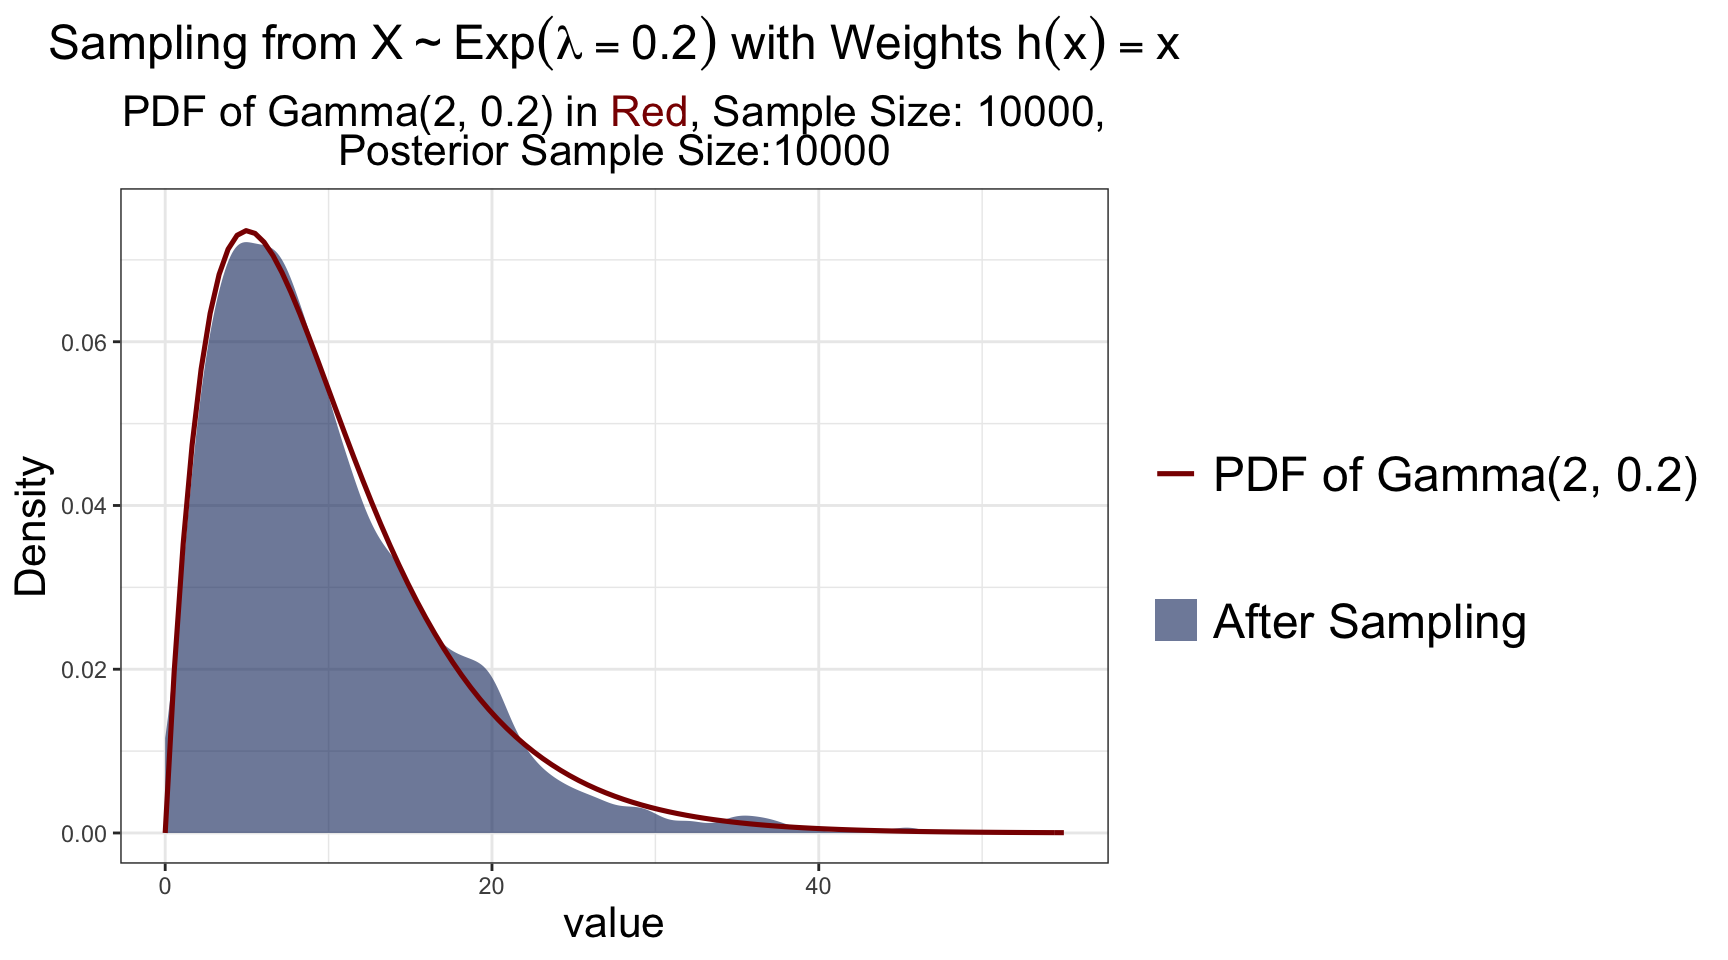 Sampling from X ~ Exp(λ = 0.2) with Weights h(x) = x
PDF of Gamma(2, 0.2) in Red, Sample Size: 10000,
Posterior Sample Size:10000
Density
0.06
0.04
0.02
0.00
0
20
40
value
PDF of Gamma(2, 0.2)
After Sampling